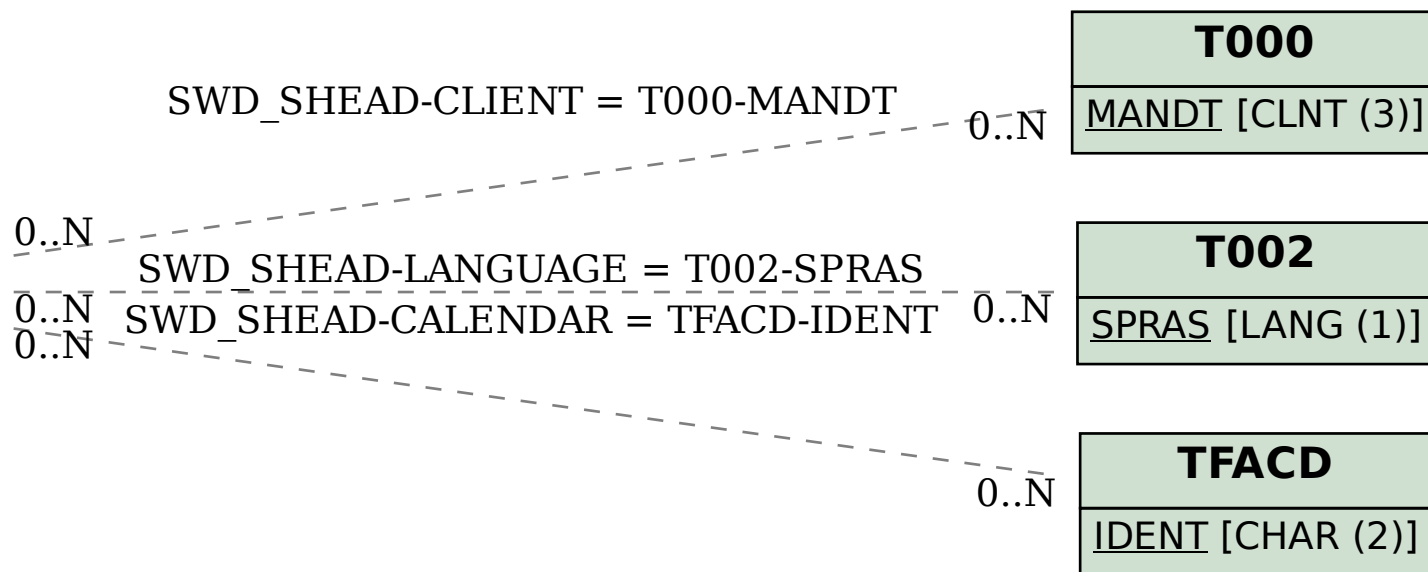 T000
SWD_SHEAD-CLIENT = T000-MANDT
0..N
MANDT [CLNT (3)]
0..N
T002
SWD_SHEAD-LANGUAGE = T002-SPRAS
0..N
0..N
SPRAS [LANG (1)]
SWD_SHEAD-CALENDAR = TFACD-IDENT
0..N
TFACD
0..N
IDENT [CHAR (2)]